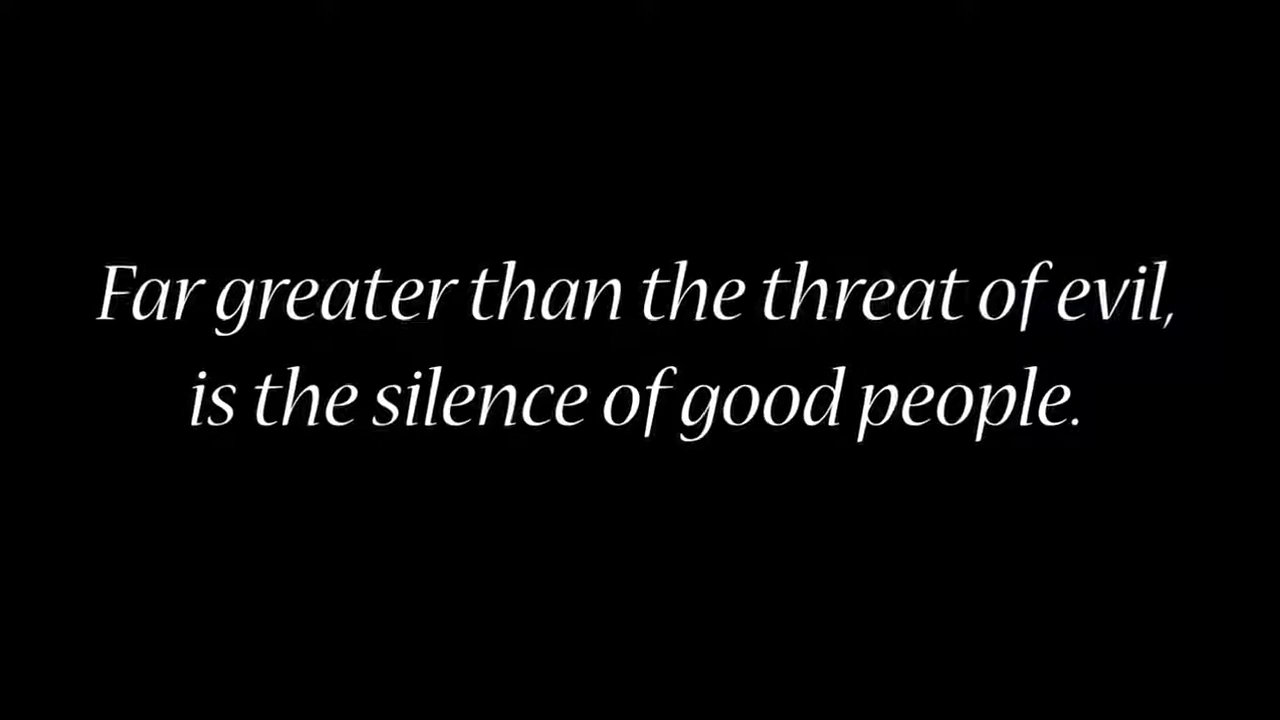 Far greater than the threat of evil,
is the silence of good people.